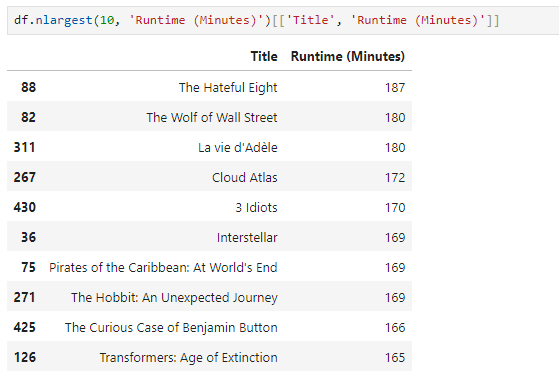 df.nlargest(10, 'Runtime (Minutes)')[['Title', 'Runtime (Minutes)']]
Title Runtime (Minutes)
88 The Hateful Eight 187
82 The Wolf of Wall Street 180
311 La vie d'Adèle 180
267 Cloud Atlas 172
430 3 Idiots 170
36 Interstellar 169
75 Pirates of the Caribbean: At World's End 169
271 The Hobbit: An Unexpected Journey 169
425 The Curious Case of Benjamin Button 166
126 Transformers: Age of Extinction 165